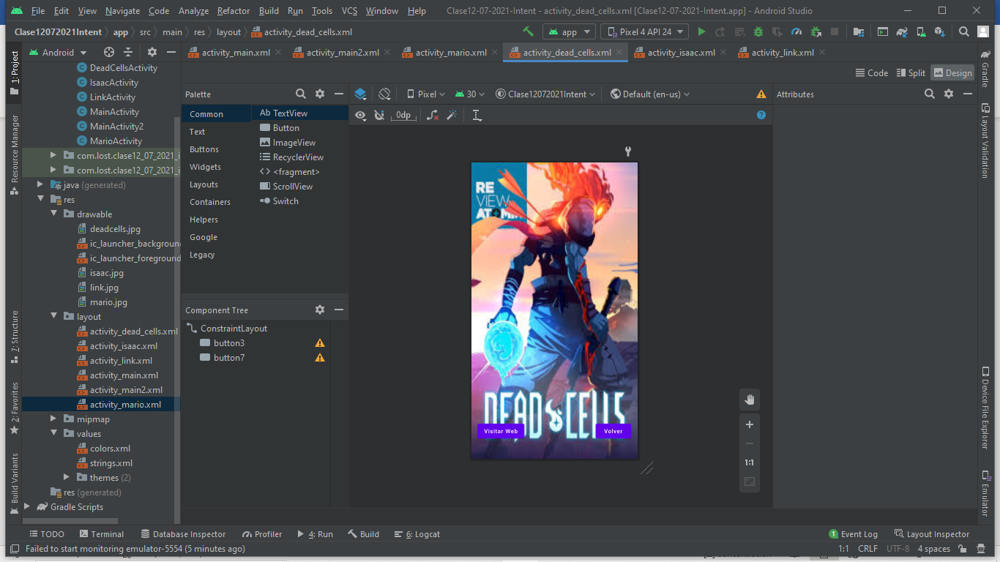 File Edit View Navigate Code Analyze Refactor Build Run Tools VCS Window Help Clase12-07-2021-Intent - activity_dead_cells.xml [Clase12-07-2021-Intent.app] - Android Studio
Clase12072021Intent app src main res layout activity_dead_cells.xml app Pixel 4 API 24
Android activity_main.xml activity_main2.xml activity_mario.xml activity_dead_cells.xml activity_isaac.xml activity_link.xml
1: Project
Resource Manager
7: Structure
2: Favorites
Build Variants
DeadCellsActivity
IsaacActivity
LinkActivity
MainActivity
MainActivity2
MarioActivity
com.lost.clase12_07_2021_i
com.lost.clase12_07_2021_i
java (generated)
res
drawable
deadcells.jpg
ic_launcher_background
ic_launcher_foreground
isaac.jpg
link.jpg
mario.jpg
layout
activity_dead_cells.xml
activity_isaac.xml
activity_link.xml
activity_main.xml
activity_main2.xml
activity_mario.xml
mipmap
values
colors.xml
strings.xml
themes (2)
res (generated)
Gradle Scripts
Code Split Design
Palette
Common
Text
Buttons
Widgets
Layouts
Containers
Helpers
Google
Legacy
Ab TextView
Button
ImageView
RecyclerView
<fragment>
ScrollView
Switch
Component Tree
ConstraintLayout
button3
button7
Pixel 30 Clase12072021Intent Default (en-us)
0dp
RE
VIEW
DEAD CELLS
Visitar Web Volver
1:1
Attributes
Gradle
Layout Validation
Device File Explorer
Emulator
TODO Terminal Database Inspector Profiler 4: Run Build 6: Logcat 1 Event Log Layout Inspector
Failed to start monitoring emulator-5554 (5 minutes ago) 1:1 CRLF UTF-8 4 spaces